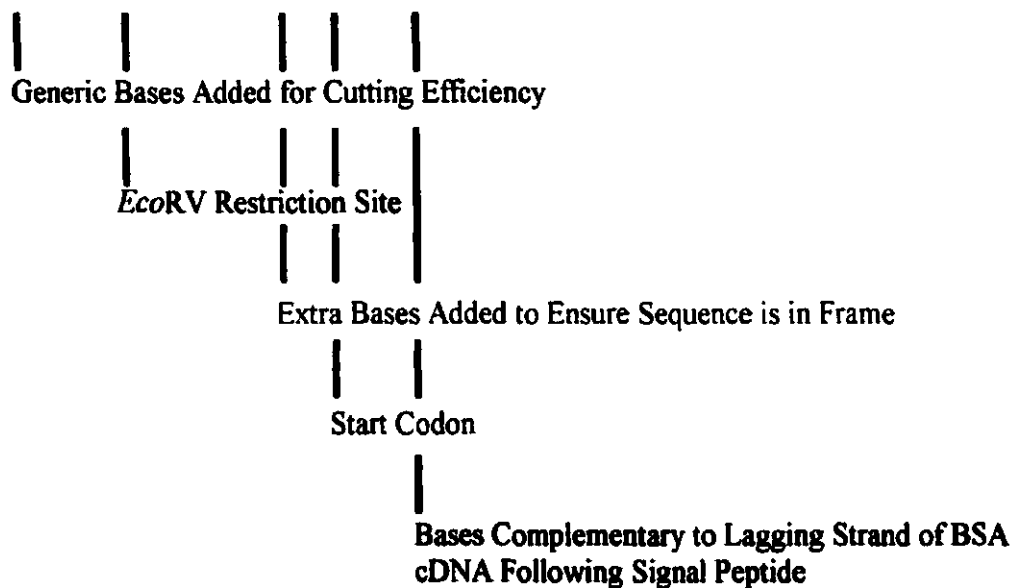 Generic Bases Added for Cutting Efficiency
EcoRV Restriction Site
Extra Bases Added to Ensure Sequence is in Frame
Start Codon
Bases Complementary to Lagging Strand of BSA
cDNA Following Signal Peptide